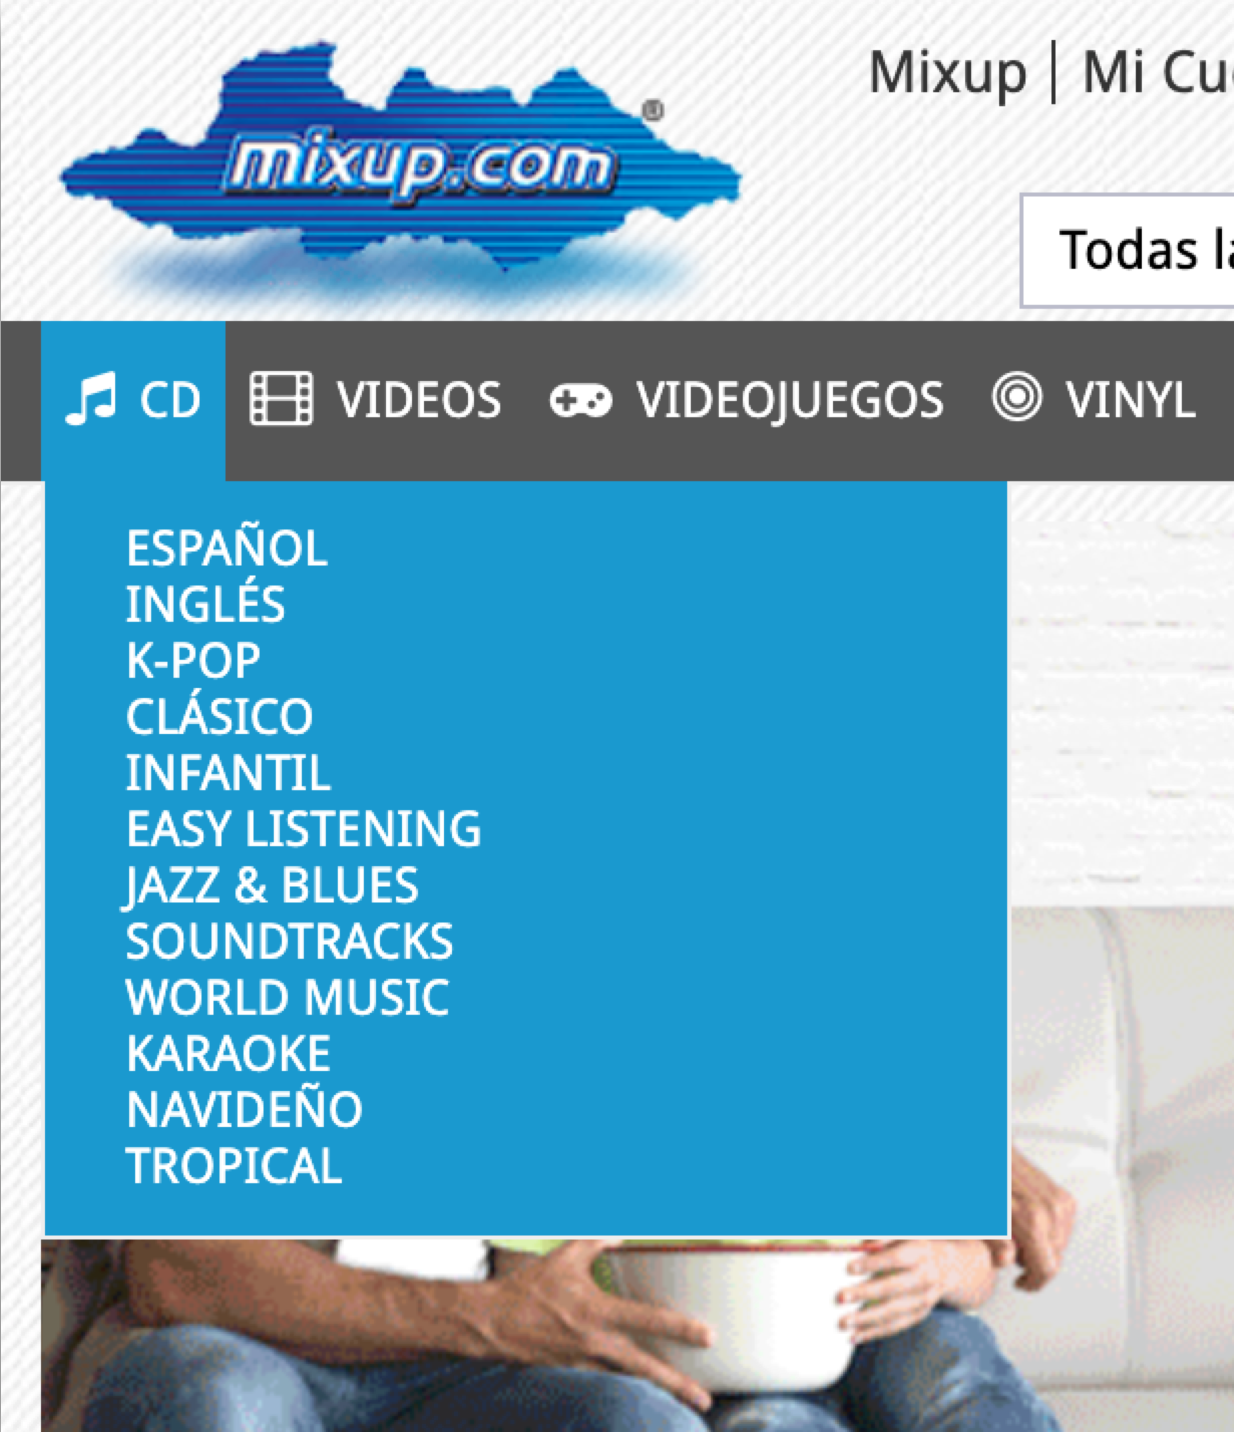 mixup.com®
Mixup | Mi
Todas
CD VIDEOS VIDEOJUEGOS VINYL
ESPAÑOL
INGLÉS
K-POP
CLÁSICO
INFANTIL
EASY LISTENING
JAZZ & BLUES
SOUNDTRACKS
WORLD MUSIC
KARAOKE
NAVIDEÑO
TROPICAL